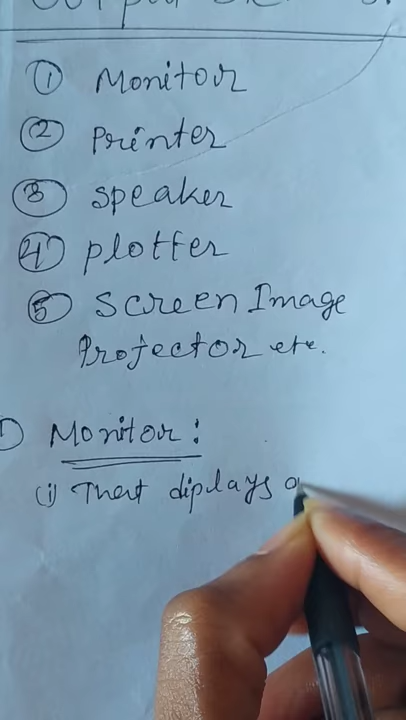 ① Monitor
② Printer
③ speaker
④ plotter
⑤ Screen Image
Projector etc.
Monitor:
(i) That diplays